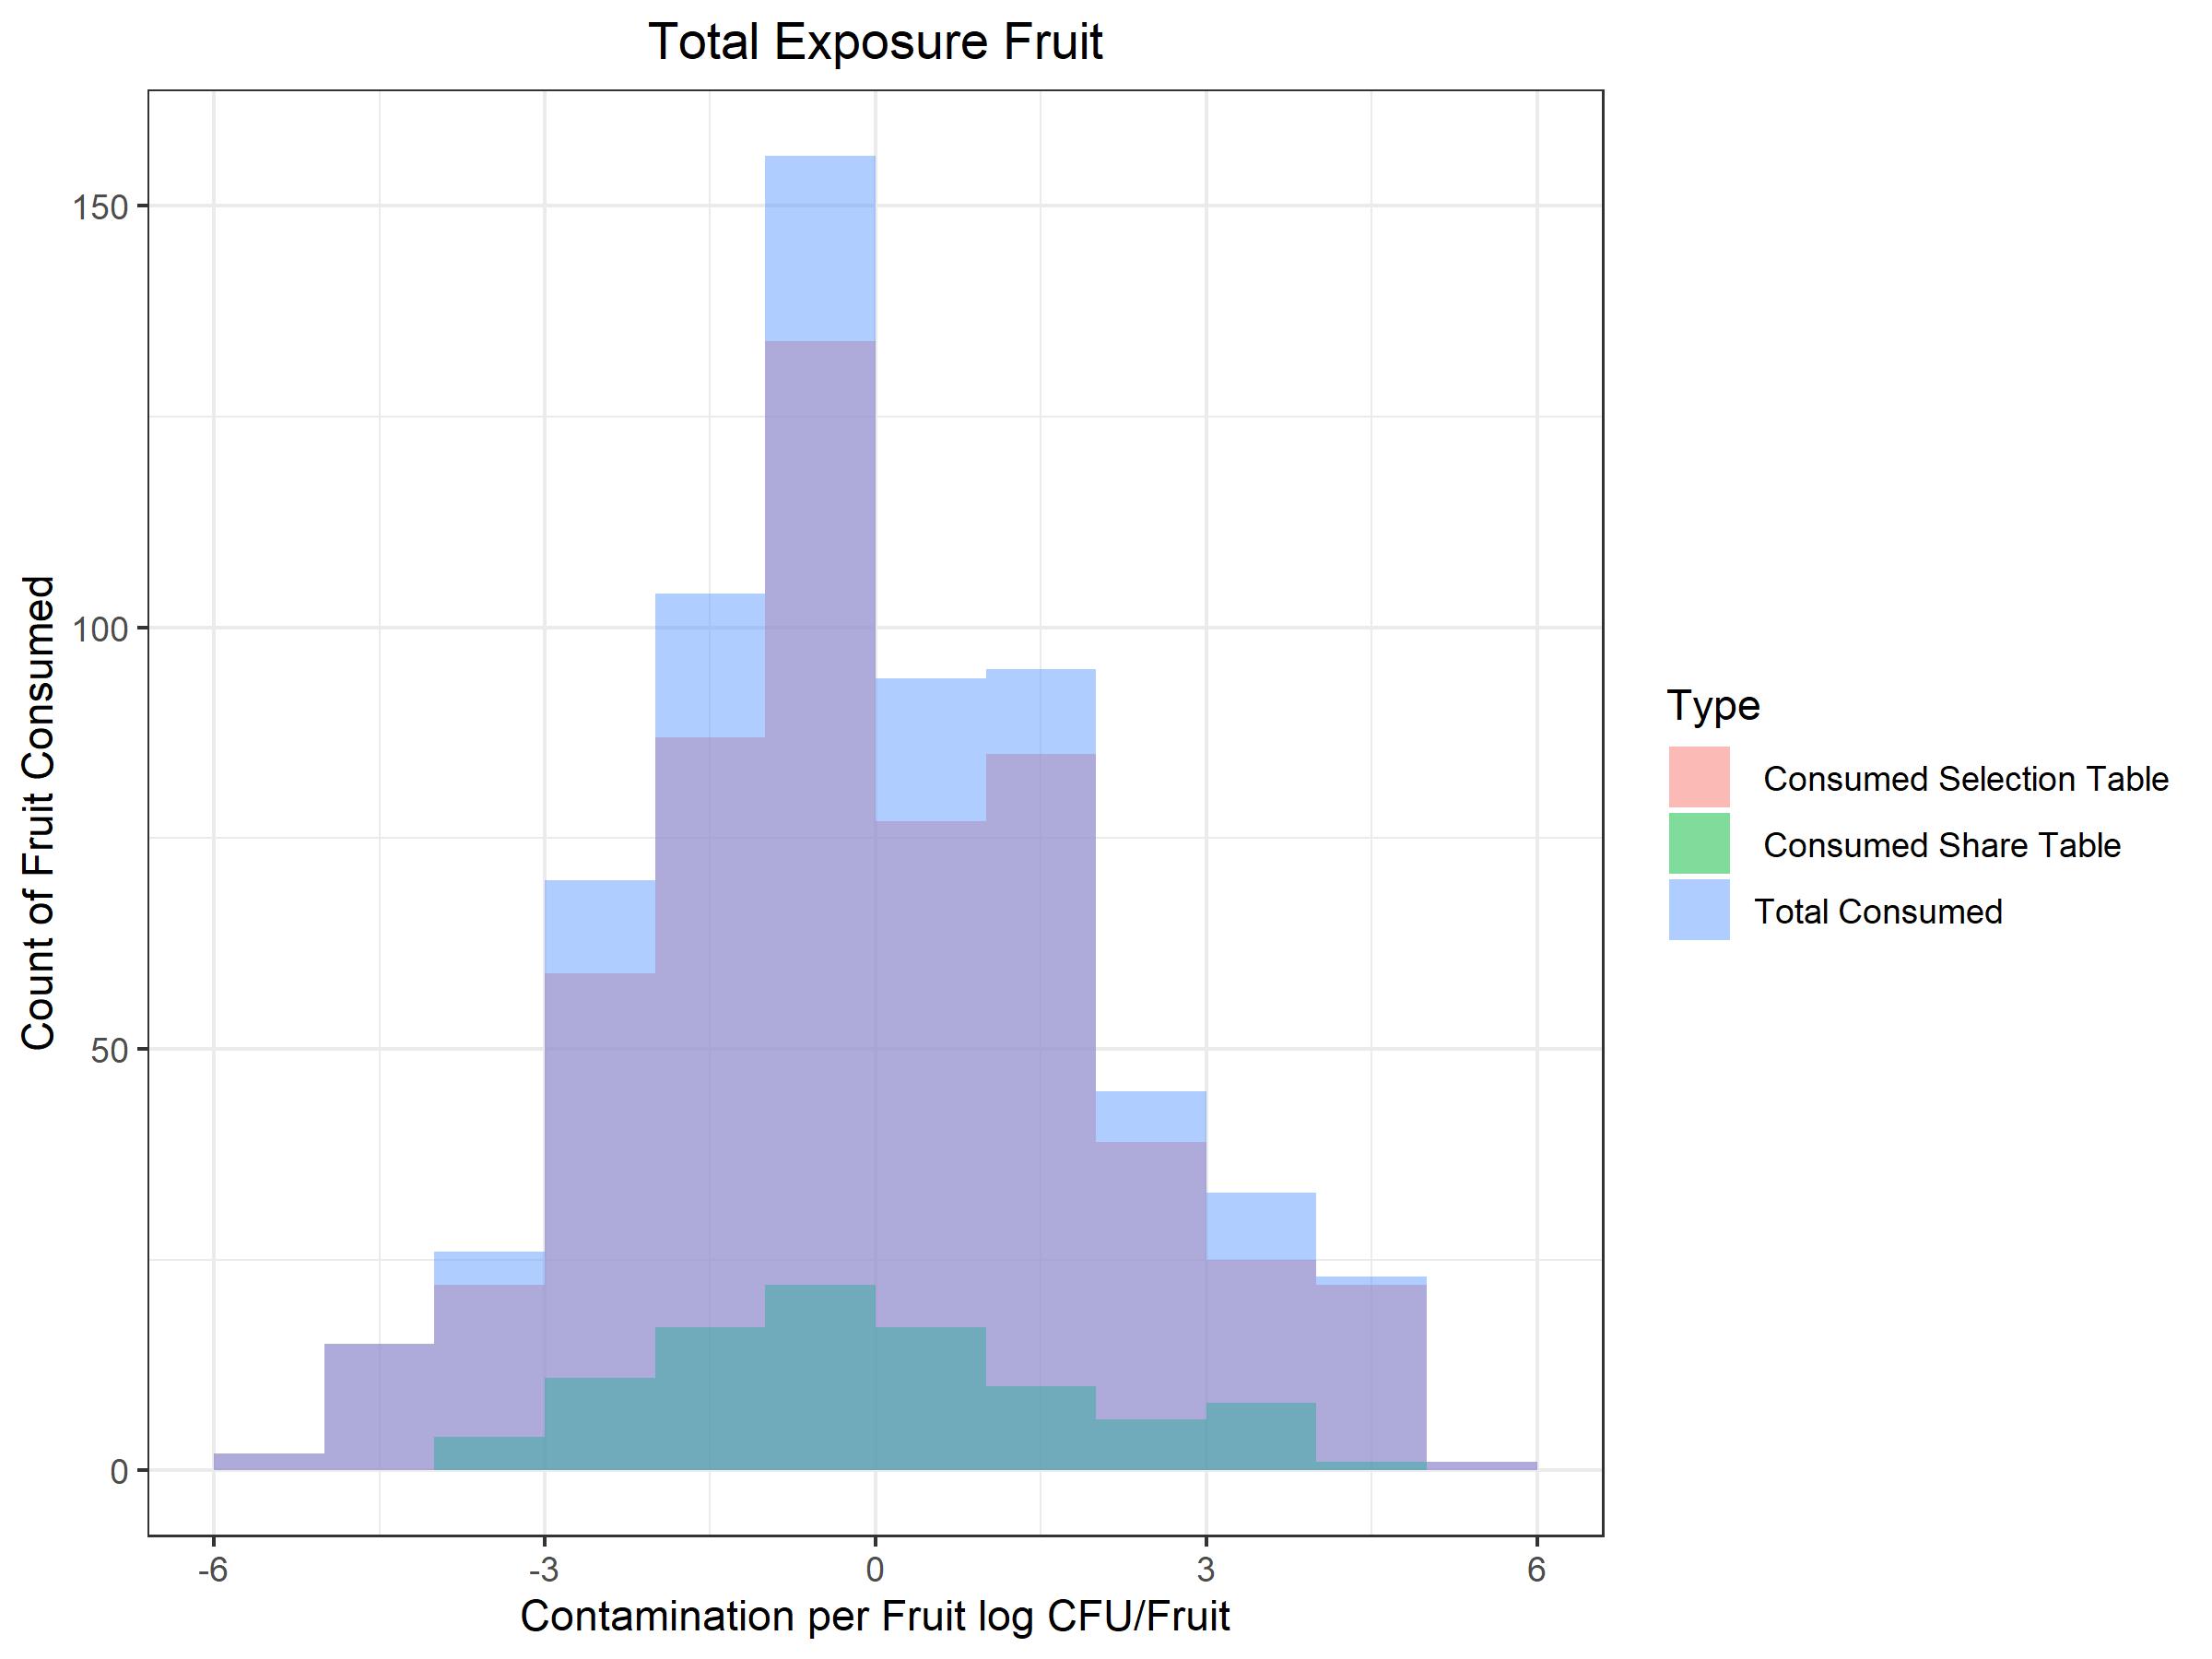 Total Exposure Fruit
150
100
50
0
Count of Fruit Consumed
-6
-3
0
3
6
Contamination per Fruit log CFU/Fruit
Type
Consumed Selection Table
Consumed Share Table
Total Consumed